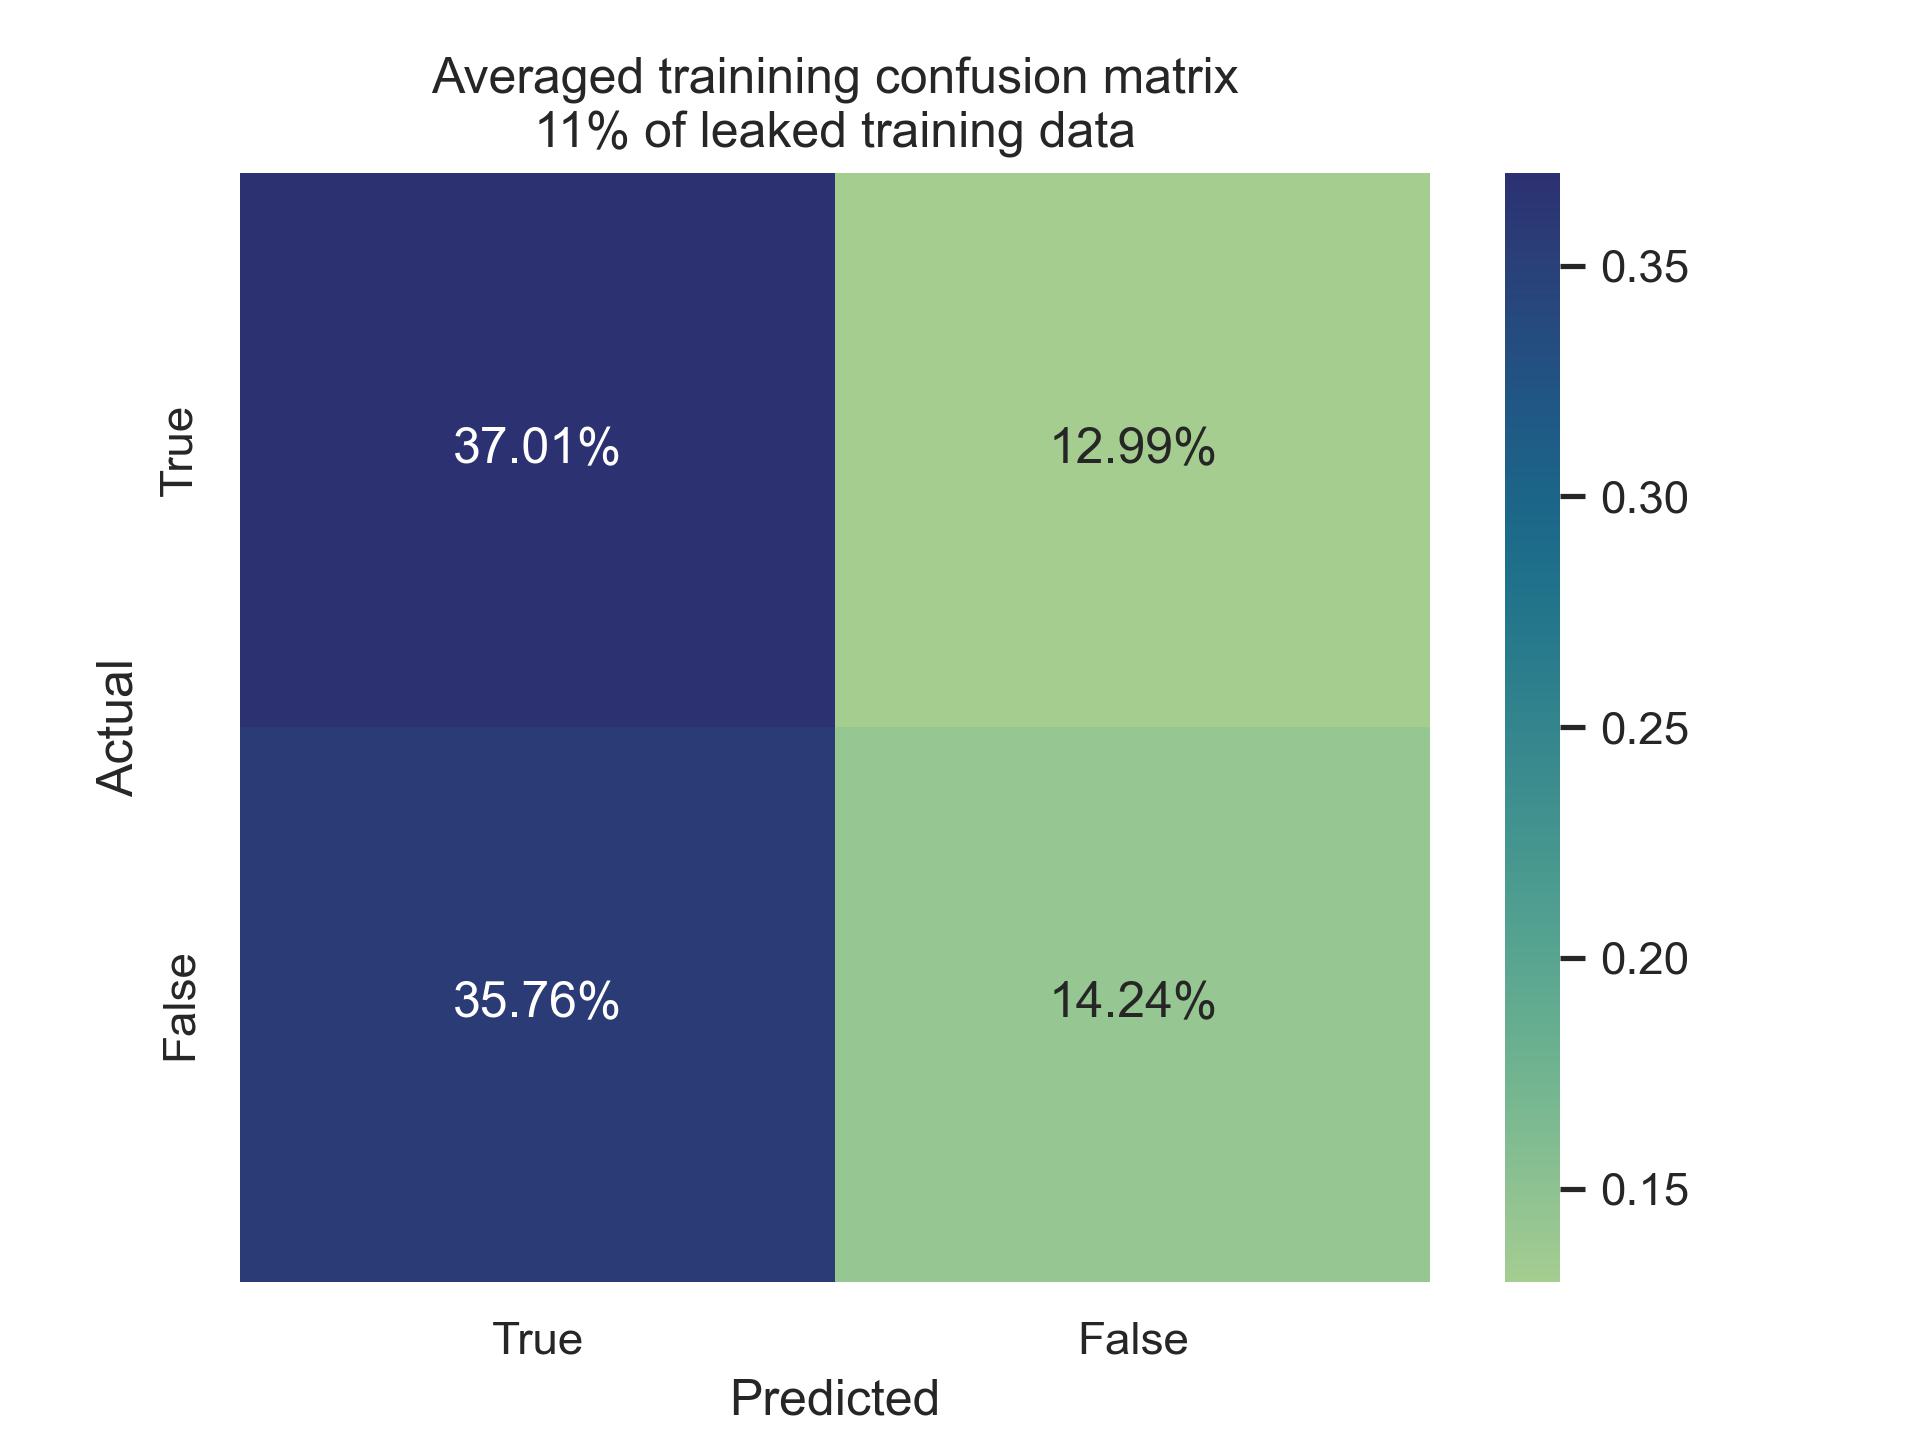 Averaged trainining confusion matrix
11% of leaked training data
True
37.01%
12.99%
False
35.76%
14.24%
Actual
True
False
Predicted
0.35
0.30
0.25
0.20
0.15